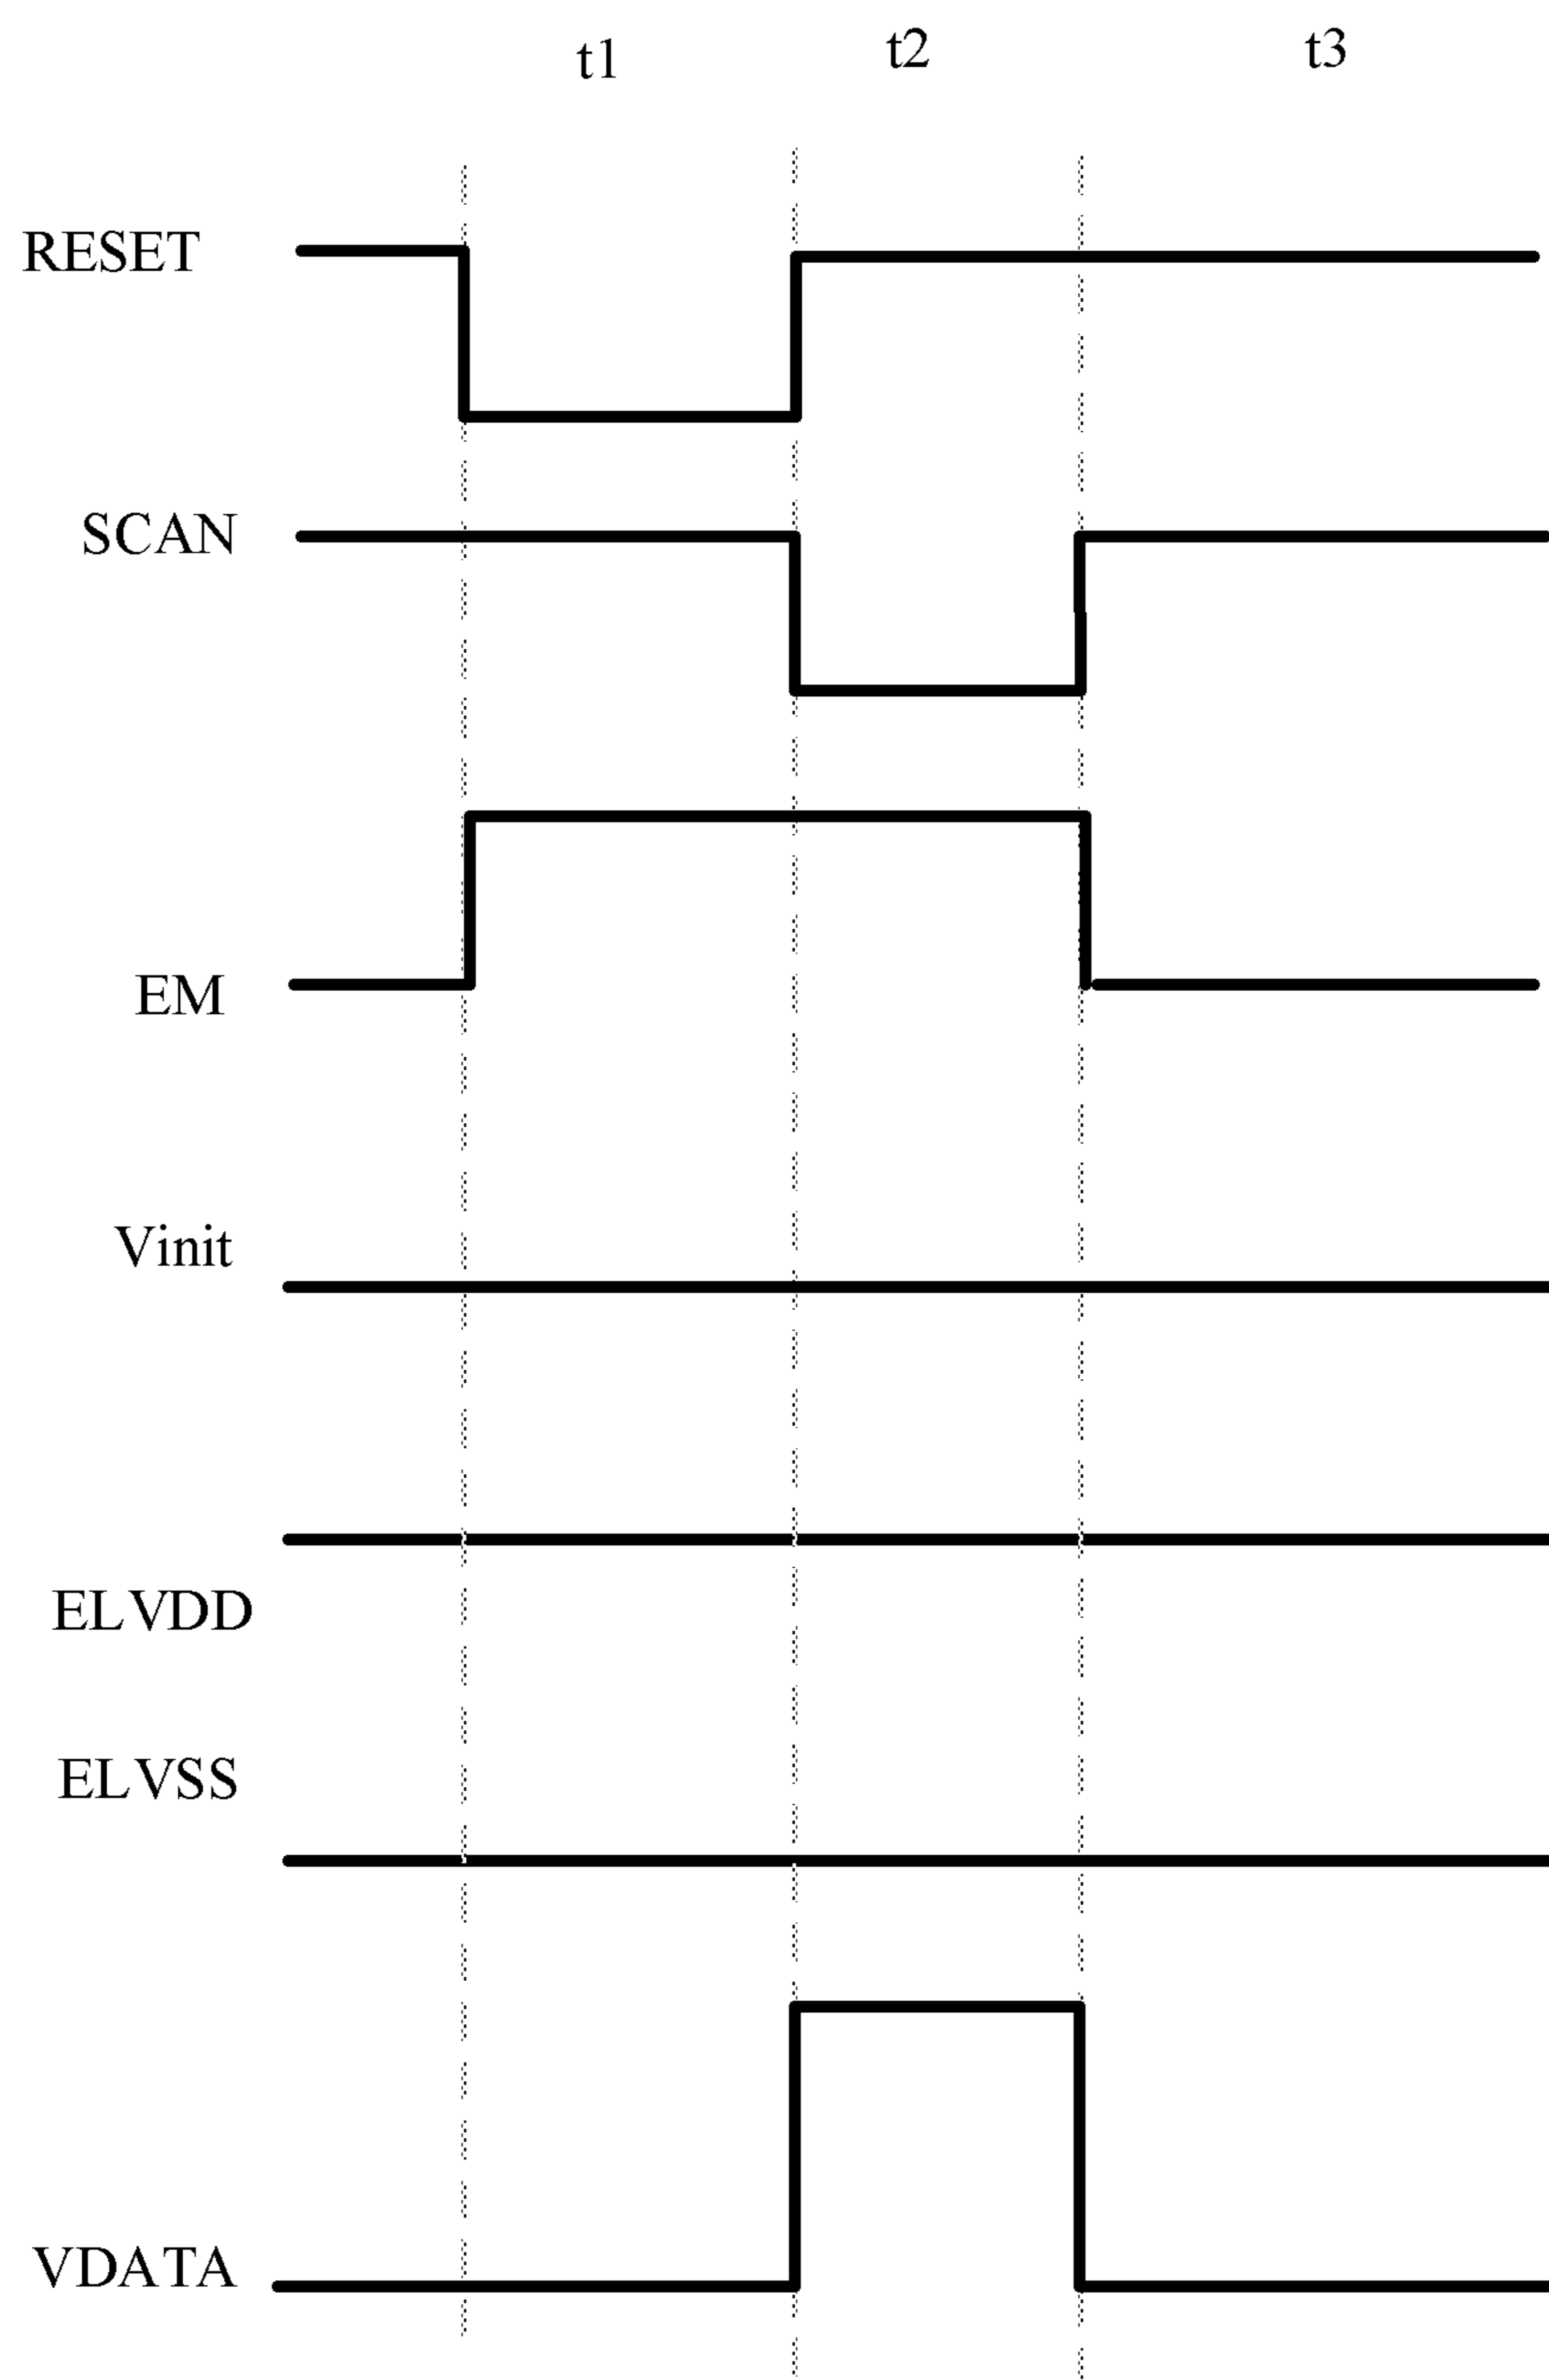 t1 t2 t3
RESET
SCAN
EM
Vinit
ELVDD
ELVSS
VDATA